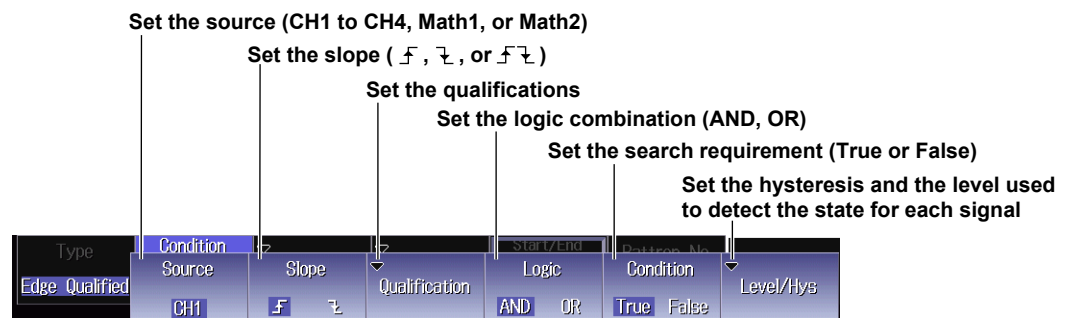 Set the source (CH1 to CH4, Math1, or Math2)
Set the slope ( , , or )
Set the qualifications
Set the logic combination (AND, OR)
Set the search requirement (True or False)
Set the hysteresis and the level used
to detect the state for each signal
Type
Condition
Start/End
Pattren No
Edge Qualified
Source
CH1
Slope
Qualification
Logic
AND OR
Condition
True False
Level/Hys